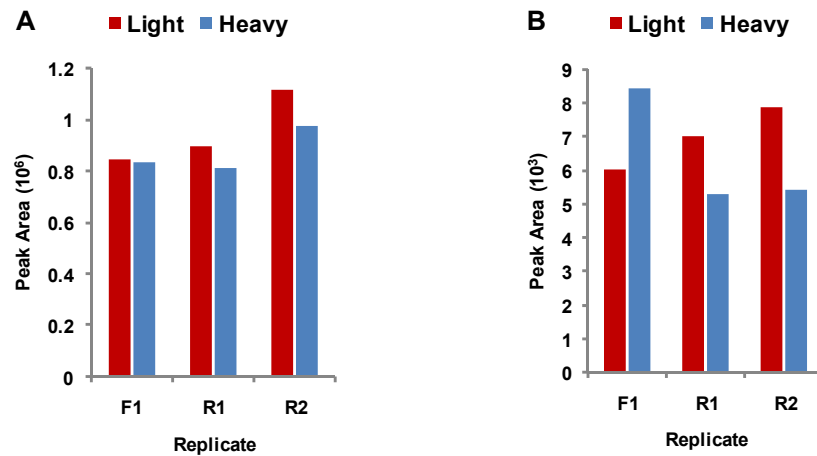 A
Light Heavy
1.2
1
0.8
0.6
0.4
0.2
0
Peak Area (10⁶)
F1 R1 R2
Replicate
B
Light Heavy
9
8
7
6
5
4
3
2
1
0
Peak Area (10³)
F1 R1 R2
Replicate